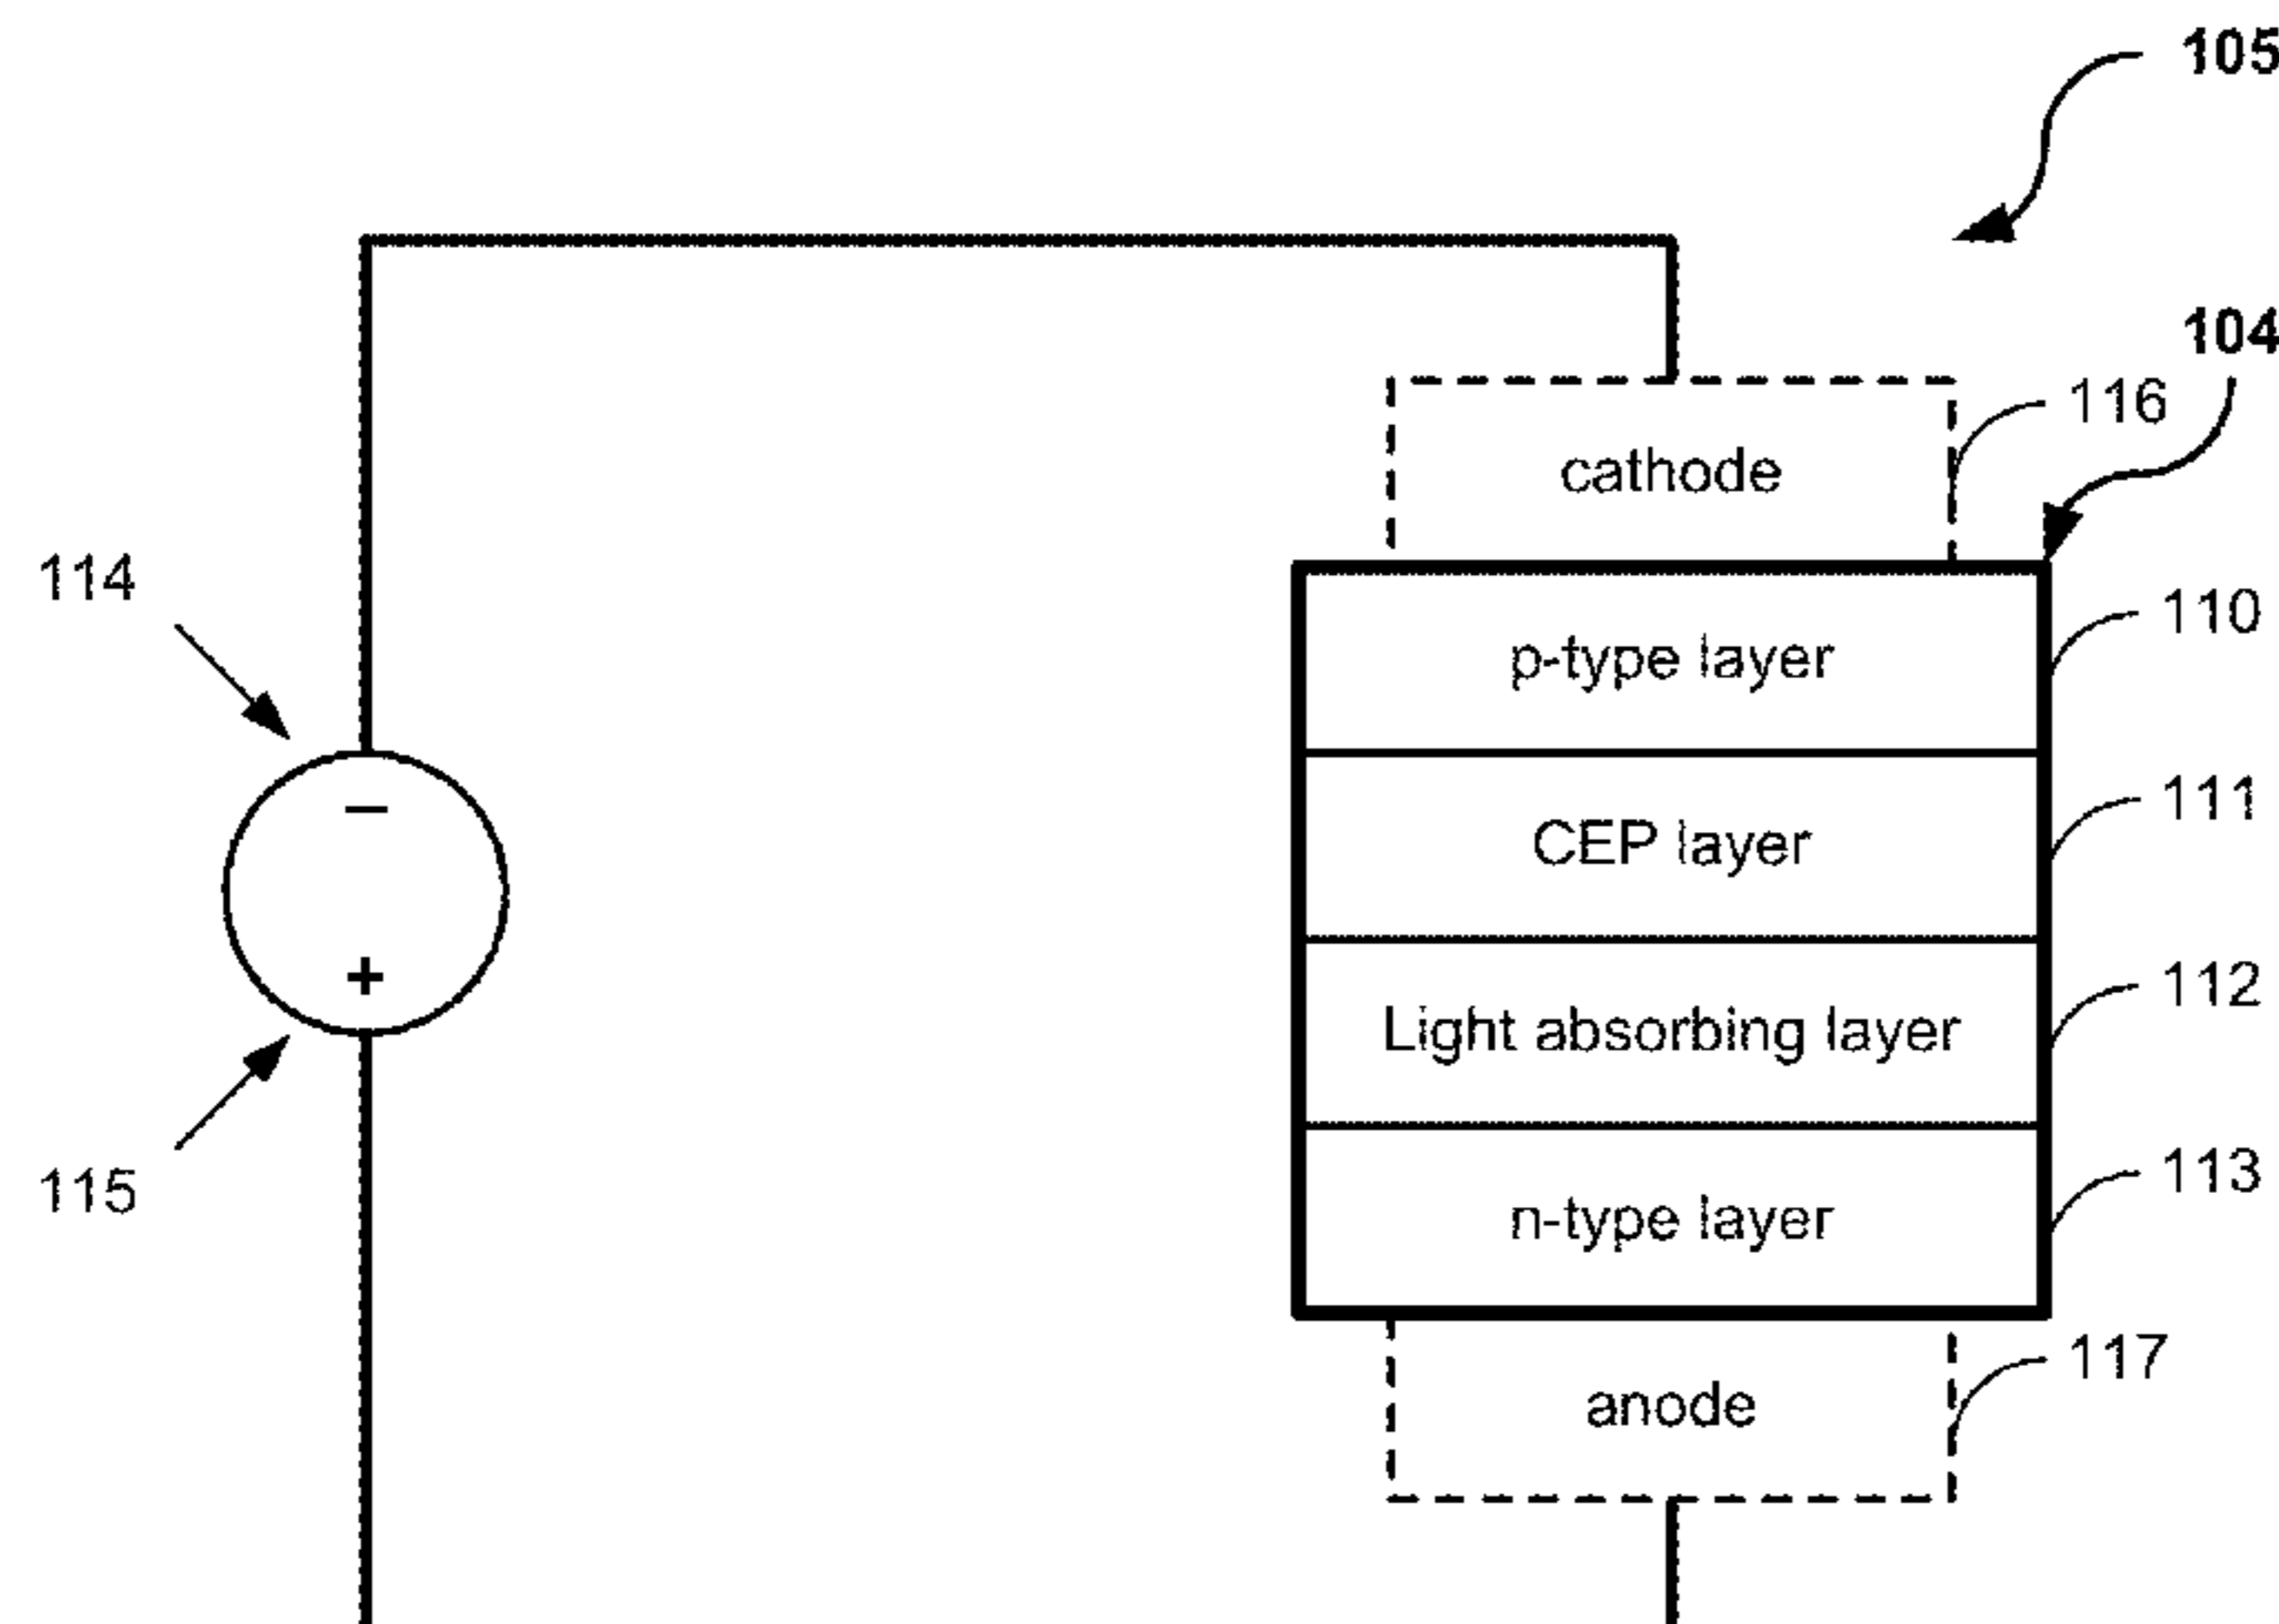 105
104
116
cathode
114
p-type layer
110
CEP layer
111
−
+
Light absorbing layer
112
115
n-type layer
113
117
anode